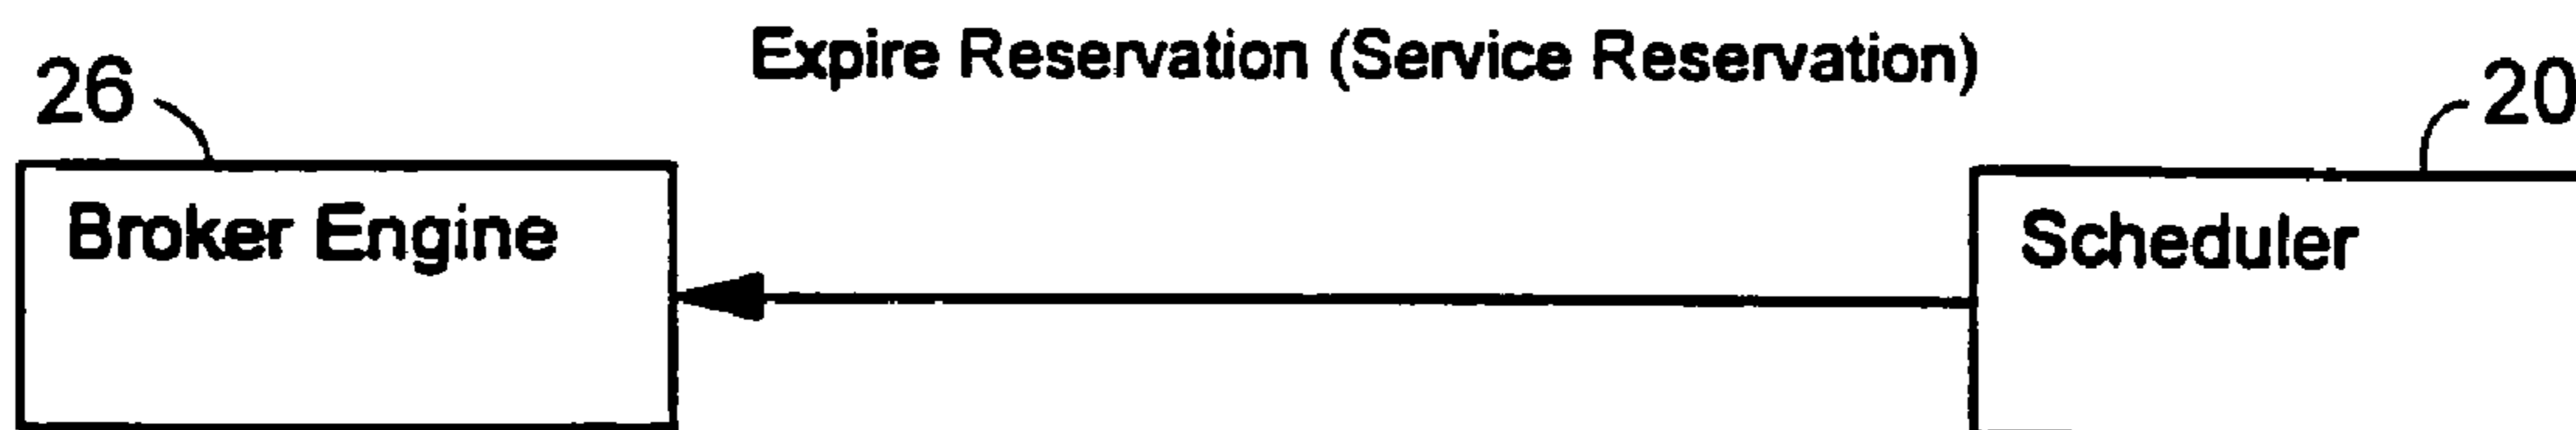 Expire Reservation (Service Reservation)
26
20
Broker Engine
Scheduler